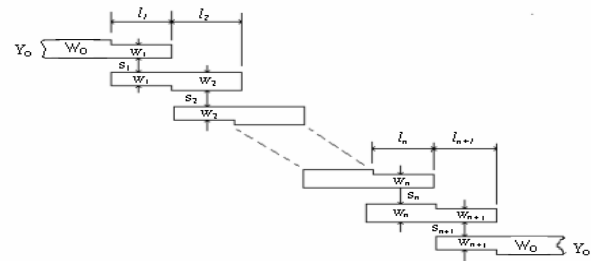 l₁ l₂
Y₀ W₀ w₁
s₁
w₁ w₂
s₂
w₂
lₙ lₙ₊₁
wₙ
sₙ
wₙ wₙ₊₁
sₙ₊₁
wₙ₊₁ W₀ Y₀